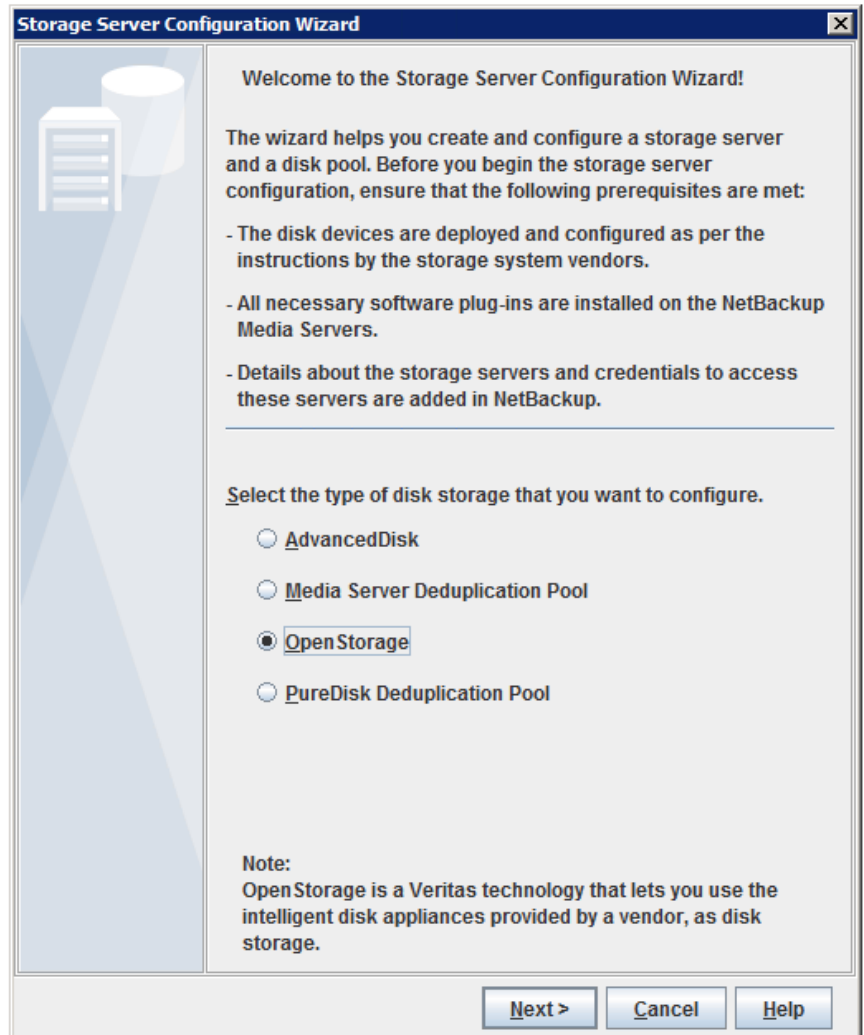 Storage Server Configuration Wizard
Welcome to the Storage Server Configuration Wizard!
The wizard helps you create and configure a storage server
and a disk pool. Before you begin the storage server
configuration, ensure that the following prerequisites are met:
- The disk devices are deployed and configured as per the
instructions by the storage system vendors.
- All necessary software plug-ins are installed on the NetBackup
Media Servers.
- Details about the storage servers and credentials to access
these servers are added in NetBackup.
Select the type of disk storage that you want to configure.
AdvancedDisk
Media Server Deduplication Pool
OpenStorage
PureDisk Deduplication Pool
Note:
OpenStorage is a Veritas technology that lets you use the
intelligent disk appliances provided by a vendor, as disk
storage.
Next >
Cancel
Help